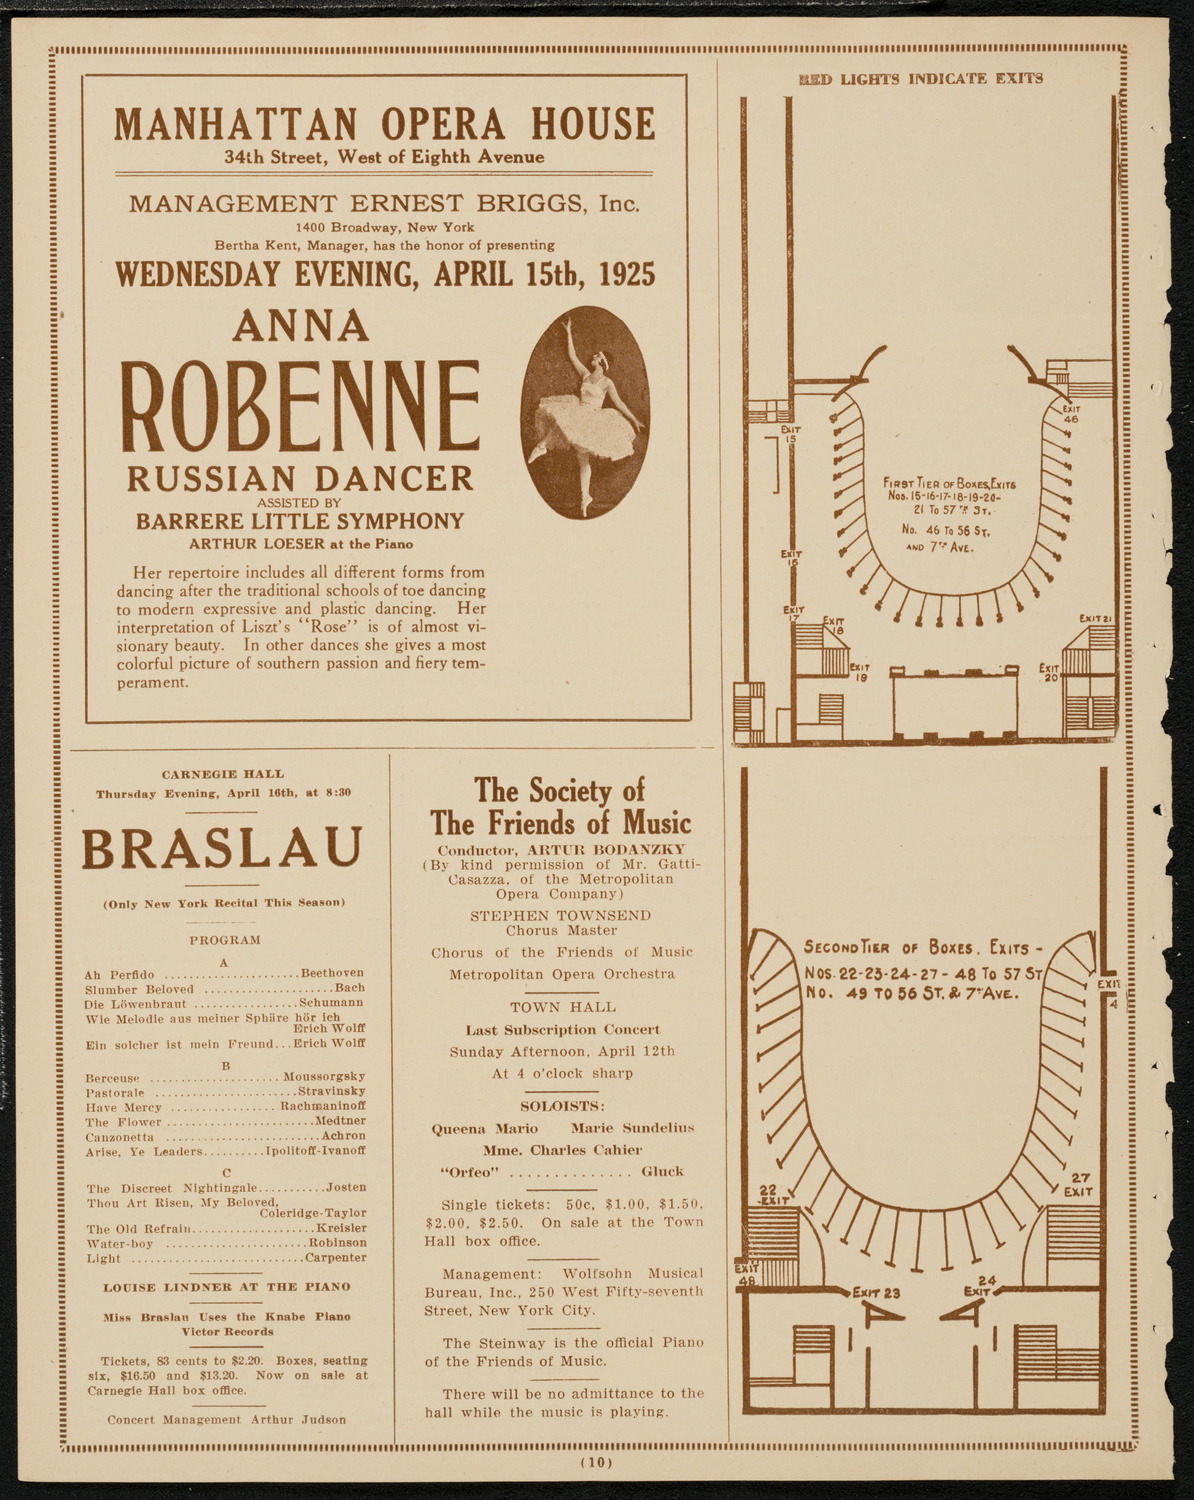 MANHATTAN OPERA HOUSE
34th Street, West of Eighth Avenue
MANAGEMENT ERNEST BRIGGS, Inc.
1400 Broadway, New York
Bertha Kent, Manager, has the honor of presenting
WEDNESDAY EVENING, APRIL 15th, 1925
ANNA
ROBENNE
RUSSIAN DANCER
ASSISTED BY
BARRERE LITTLE SYMPHONY
ARTHUR LOESER at the Piano
Her repertoire includes all different forms from
dancing after the traditional schools of toe dancing
to modern expressive and plastic dancing. Her
interpretation of Liszt's "Rose" is of almost vi-
sionary beauty. In other dances she gives a most
colorful picture of southern passion and fiery tem-
perament.
CARNEGIE HALL
Thursday Evening, April 16th, at 8:30
BRASLAU
(Only New York Recital This Season)
PROGRAM
A
Ah Perfido .....................Beethoven
Slumber Beloved .....................Bach
Die Löwenbraut ................Schumann
Wie Melodie aus meiner Sphäre hör ich
Erich Wolff
Ein solcher ist mein Freund...Erich Wolff
B
Berceuse .................... Moussorgsky
Pastorale ......................Stravinsky
Have Mercy ................ Rachmaninoff
The Flower .......................Medtner
Canzonetta ........................Achron
Arise, Ye Leaders..........Ipolitoff-Ivanoff
C
The Discreet Nightingale...........Josten
Thou Art Risen, My Beloved,
Coleridge-Taylor
The Old Refrain...................Kreisler
Water-boy ......................Robinson
Light ...........................Carpenter
LOUISE LINDNER AT THE PIANO
Miss Braslau Uses the Knabe Piano
Victor Records
Tickets, 83 cents to $2.20. Boxes, seating
six, $16.50 and $13.20. Now on sale at
Carnegie Hall box office.
Concert Management Arthur Judson
The Society of
The Friends of Music
Conductor, ARTUR BODANZKY
(By kind permission of Mr. Gatti-
Casazza, of the Metropolitan
Opera Company)
STEPHEN TOWNSEND
Chorus Master
Chorus of the Friends of Music
Metropolitan Opera Orchestra
TOWN HALL
Last Subscription Concert
Sunday Afternoon, April 12th
At 4 o'clock sharp
SOLOISTS:
Queena Mario Marie Sundelius
Mme. Charles Cahier
"Orfeo" .............. Gluck
Single tickets: 50c, $1.00, $1.50,
$2.00, $2.50. On sale at the Town
Hall box office.
Management: Wolfsohn Musical
Bureau, Inc., 250 West Fifty-seventh
Street, New York City.
The Steinway is the official Piano
of the Friends of Music.
There will be no admittance to the
hall while the music is playing.
RED LIGHTS INDICATE EXITS
EXIT
46
EXIT
15
FIRST TIER OF BOXES, EXITS
Nos. 15-16-17-18-19-20-
21 To 57TH ST.
No. 46 To 56 ST.
AND 7TH AVE.
EXIT
16
EXIT
17
EXIT
18
EXIT 21
EXIT
19
EXIT
20
SECOND TIER OF BOXES. EXITS -
NOS. 22-23-24-27 - 48 To 57 ST
No. 49 TO 56 ST. & 7TH AVE.
EXIT
4
22
EXIT
27
EXIT
EXIT
48
EXIT 23
24
EXIT
(10)